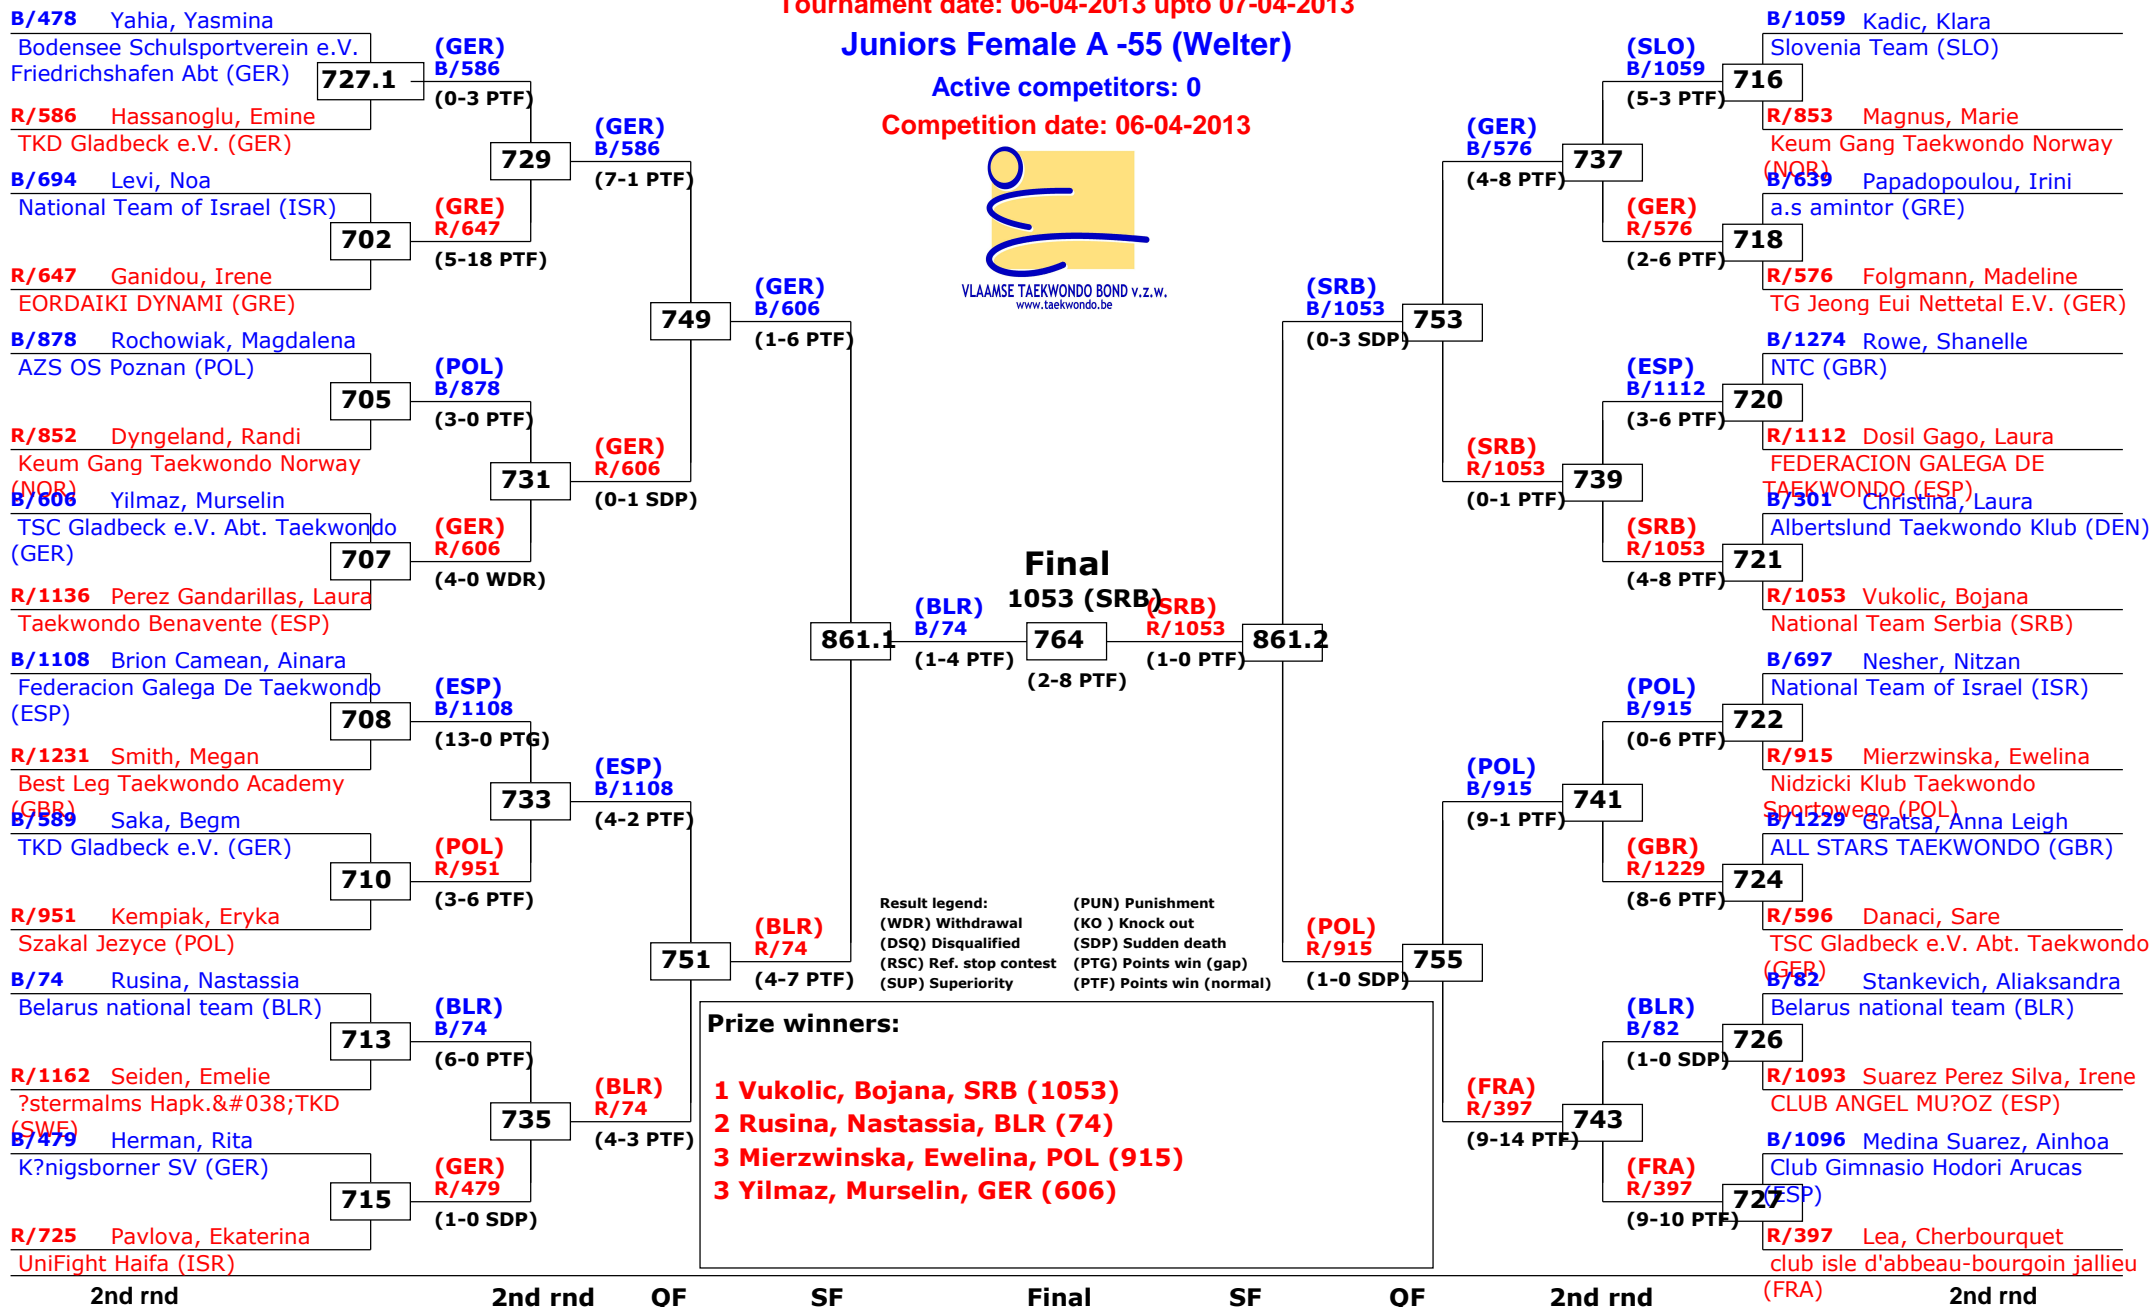 Tournament date: 06-04-2013 upto 07-04-2013
Juniors Female A -55 (Welter)
Active competitors: 0
Competition date: 06-04-2013
VLAAMSE TAEKWONDO BOND v.z.w.
www.taekwondo.be
B/478 Yahia, Yasmina
Bodensee Schulsportverein e.V.
Friedrichshafen Abt (GER)
727.1
R/586 Hassanoglu, Emine
TKD Gladbeck e.V. (GER)
B/694 Levi, Noa
National Team of Israel (ISR)
702
R/647 Ganidou, Irene
EORDAIKI DYNAMI (GRE)
B/878 Rochowiak, Magdalena
AZS OS Poznan (POL)
705
R/852 Dyngeland, Randi
Keum Gang Taekwondo Norway
(NOR)
B/606 Yilmaz, Murselin
TSC Gladbeck e.V. Abt. Taekwondo
(GER)
707
R/1136 Perez Gandarillas, Laura
Taekwondo Benavente (ESP)
B/1108 Brion Camean, Ainara
Federacion Galega De Taekwondo
(ESP)
708
R/1231 Smith, Megan
Best Leg Taekwondo Academy
(GBR)
B/589 Saka, Begm
TKD Gladbeck e.V. (GER)
710
R/951 Kempiak, Eryka
Szakal Jezyce (POL)
B/74 Rusina, Nastassia
Belarus national team (BLR)
713
R/1162 Seiden, Emelie
?stermalms Hapk.&#038;TKD
(SWE)
B/479 Herman, Rita
K?nigsborner SV (GER)
715
R/725 Pavlova, Ekaterina
UniFight Haifa (ISR)
(GER)
B/586
(0-3 PTF)
729
(GRE)
R/647
(5-18 PTF)
(POL)
B/878
(3-0 PTF)
731
(GER)
R/606
(4-0 WDR)
(ESP)
B/1108
(13-0 PTG)
733
(POL)
R/951
(3-6 PTF)
(BLR)
B/74
(6-0 PTF)
735
(GER)
R/479
(1-0 SDP)
(GER)
B/586
(7-1 PTF)
749
(GER)
R/606
(0-1 SDP)
(ESP)
B/1108
(4-2 PTF)
751
(BLR)
R/74
(4-3 PTF)
(GER)
B/606
(1-6 PTF)
861.1
(BLR)
R/74
(4-7 PTF)
(BLR)
B/74
(1-4 PTF)
Final
1053 (SRB)
764
(2-8 PTF)
(SRB)
R/1053
(1-0 PTF)
861.2
(SRB)
B/1053
(0-3 SDP)
753
(POL)
R/915
(1-0 SDP)
755
(GER)
B/576
(4-8 PTF)
737
(SRB)
R/1053
(0-1 PTF)
739
(POL)
B/915
(9-1 PTF)
741
(FRA)
R/397
(9-14 PTF)
743
(SLO)
B/1059
(5-3 PTF)
716
(GER)
R/576
(2-6 PTF)
718
(ESP)
B/1112
(3-6 PTF)
720
(SRB)
R/1053
(4-8 PTF)
721
(POL)
B/915
(0-6 PTF)
722
(GBR)
R/1229
(8-6 PTF)
724
(BLR)
B/82
(1-0 SDP)
726
(FRA)
R/397
(9-10 PTF)
727
B/1059 Kadic, Klara
Slovenia Team (SLO)
R/853 Magnus, Marie
Keum Gang Taekwondo Norway
(NOR)
B/639 Papadopoulou, Irini
a.s amintor (GRE)
R/576 Folgmann, Madeline
TG Jeong Eui Nettetal E.V. (GER)
B/1274 Rowe, Shanelle
NTC (GBR)
R/1112 Dosil Gago, Laura
FEDERACION GALEGA DE
TAEKWONDO (ESP)
B/301 Christina, Laura
Albertslund Taekwondo Klub (DEN)
R/1053 Vukolic, Bojana
National Team Serbia (SRB)
B/697 Nesher, Nitzan
National Team of Israel (ISR)
R/915 Mierzwinska, Ewelina
Nidzicki Klub Taekwondo
Sportowego (POL)
B/1229 Gratsa, Anna Leigh
ALL STARS TAEKWONDO (GBR)
R/596 Danaci, Sare
TSC Gladbeck e.V. Abt. Taekwondo
(GER)
B/82 Stankevich, Aliaksandra
Belarus national team (BLR)
R/1093 Suarez Perez Silva, Irene
CLUB ANGEL MU?OZ (ESP)
B/1096 Medina Suarez, Ainhoa
Club Gimnasio Hodori Arucas
(ESP)
R/397 Lea, Cherbourquet
club isle d'abbeau-bourgoin jallieu
(FRA)
Result legend:
(WDR) Withdrawal
(DSQ) Disqualified
(RSC) Ref. stop contest
(SUP) Superiority
(PUN) Punishment
(KO ) Knock out
(SDP) Sudden death
(PTG) Points win (gap)
(PTF) Points win (normal)
Prize winners:
1 Vukolic, Bojana, SRB (1053)
2 Rusina, Nastassia, BLR (74)
3 Mierzwinska, Ewelina, POL (915)
3 Yilmaz, Murselin, GER (606)
2nd rnd 2nd rnd QF SF Final SF QF 2nd rnd 2nd rnd